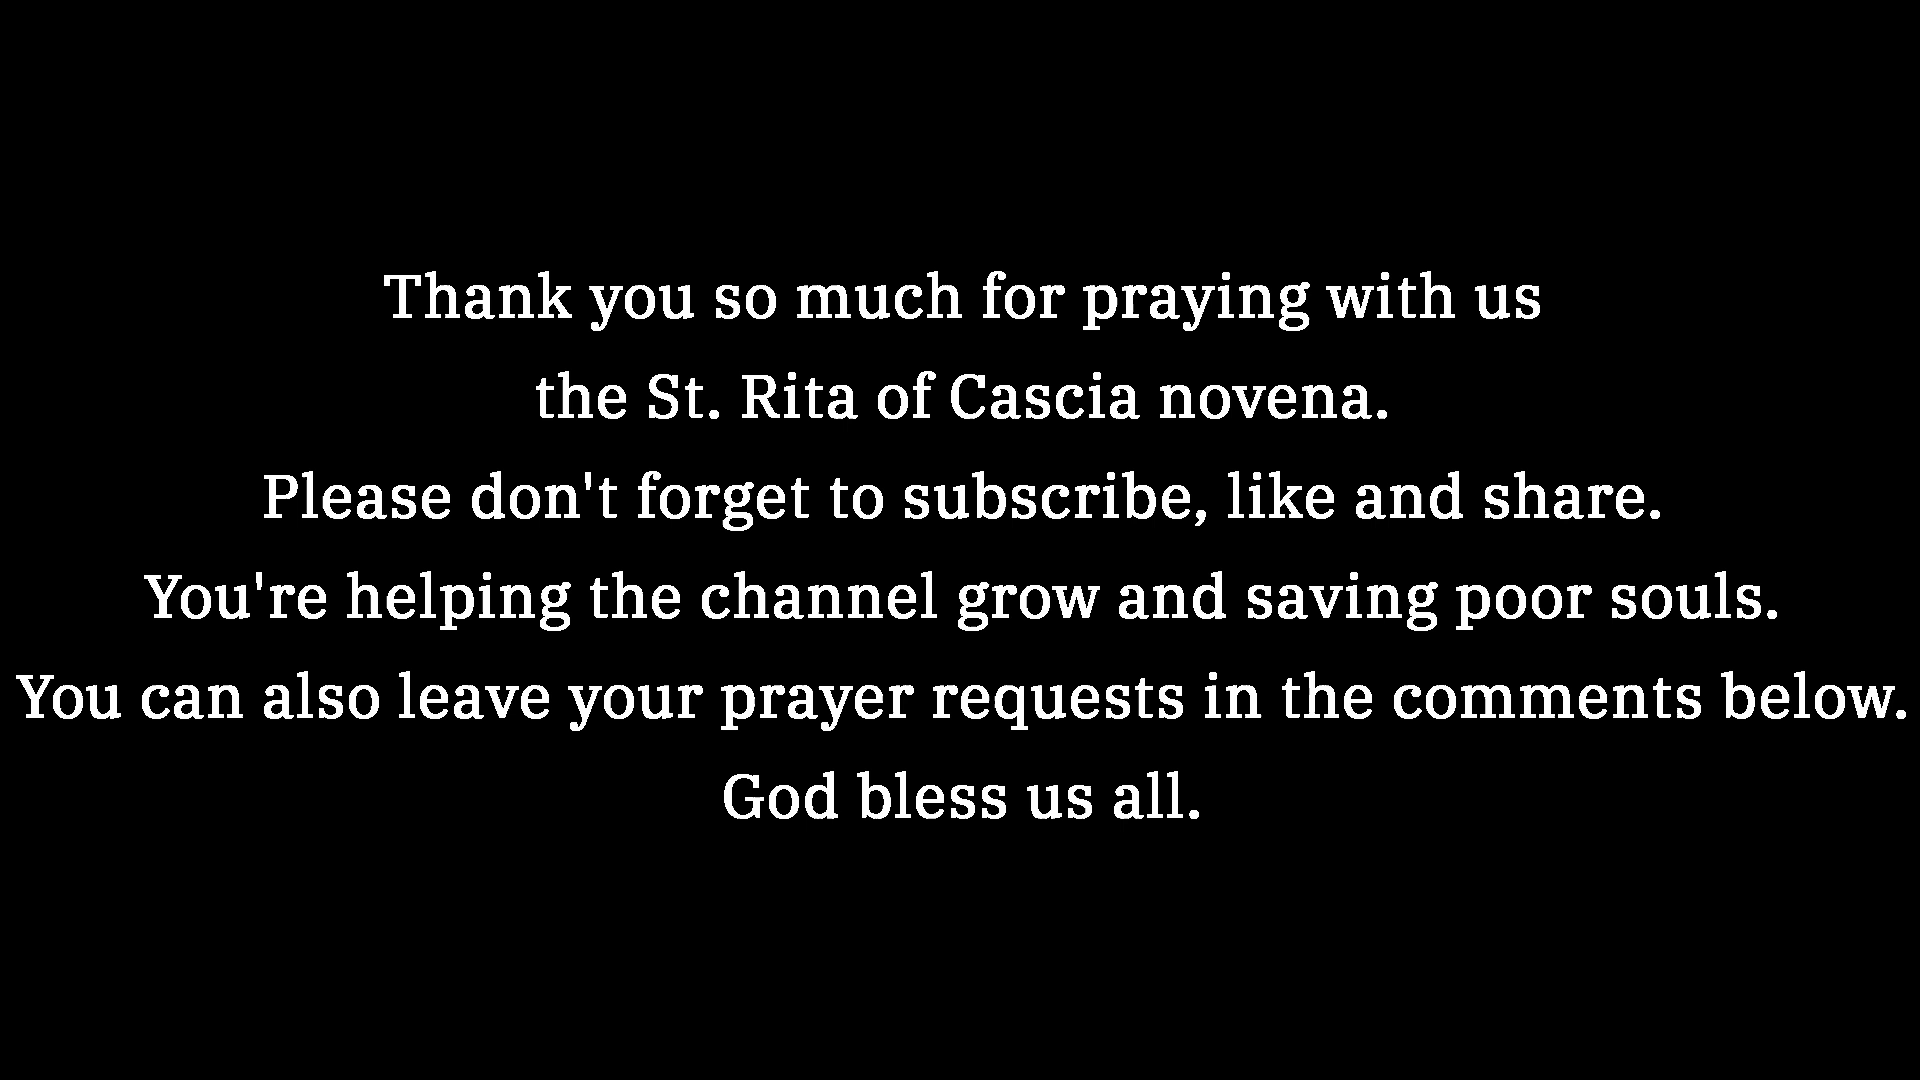 Thank you so much for praying with us
the St. Rita of Cascia novena.
Please don't forget to subscribe, like and share.
You're helping the channel grow and saving poor souls.
You can also leave your prayer requests in the comments below.
God bless us all.